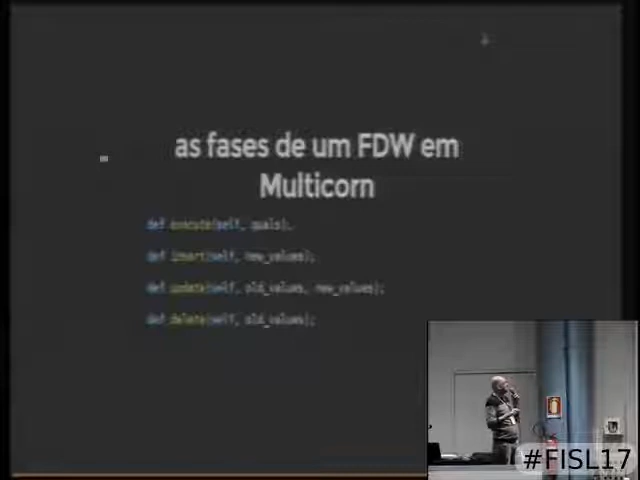 as fases de um FDW em
Multicorn
def execute(self, quals);
def insert(self, new_values);
def update(self, old_values, new_values);
def delete(self, old_values);
#FISL17